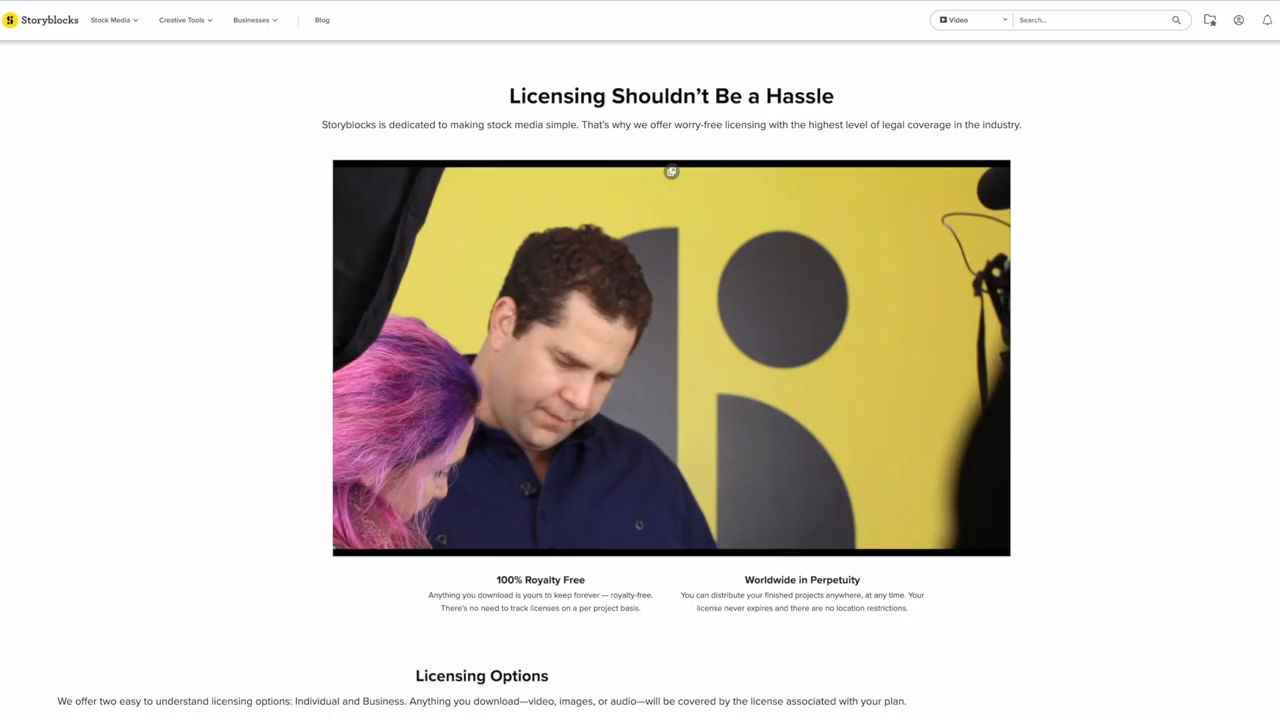 Storyblocks
Stock Media
Creative Tools
Businesses
Blog
Video
Search...
Licensing Shouldn’t Be a Hassle
Storyblocks is dedicated to making stock media simple. That’s why we offer worry-free licensing with the highest level of legal coverage in the industry.
100% Royalty Free
Anything you download is yours to keep forever — royalty-free.
There’s no need to track licenses on a per project basis.
Worldwide in Perpetuity
You can distribute your finished projects anywhere, at any time. Your
license never expires and there are no location restrictions.
Licensing Options
We offer two easy to understand licensing options: Individual and Business. Anything you download—video, images, or audio—will be covered by the license associated with your plan.